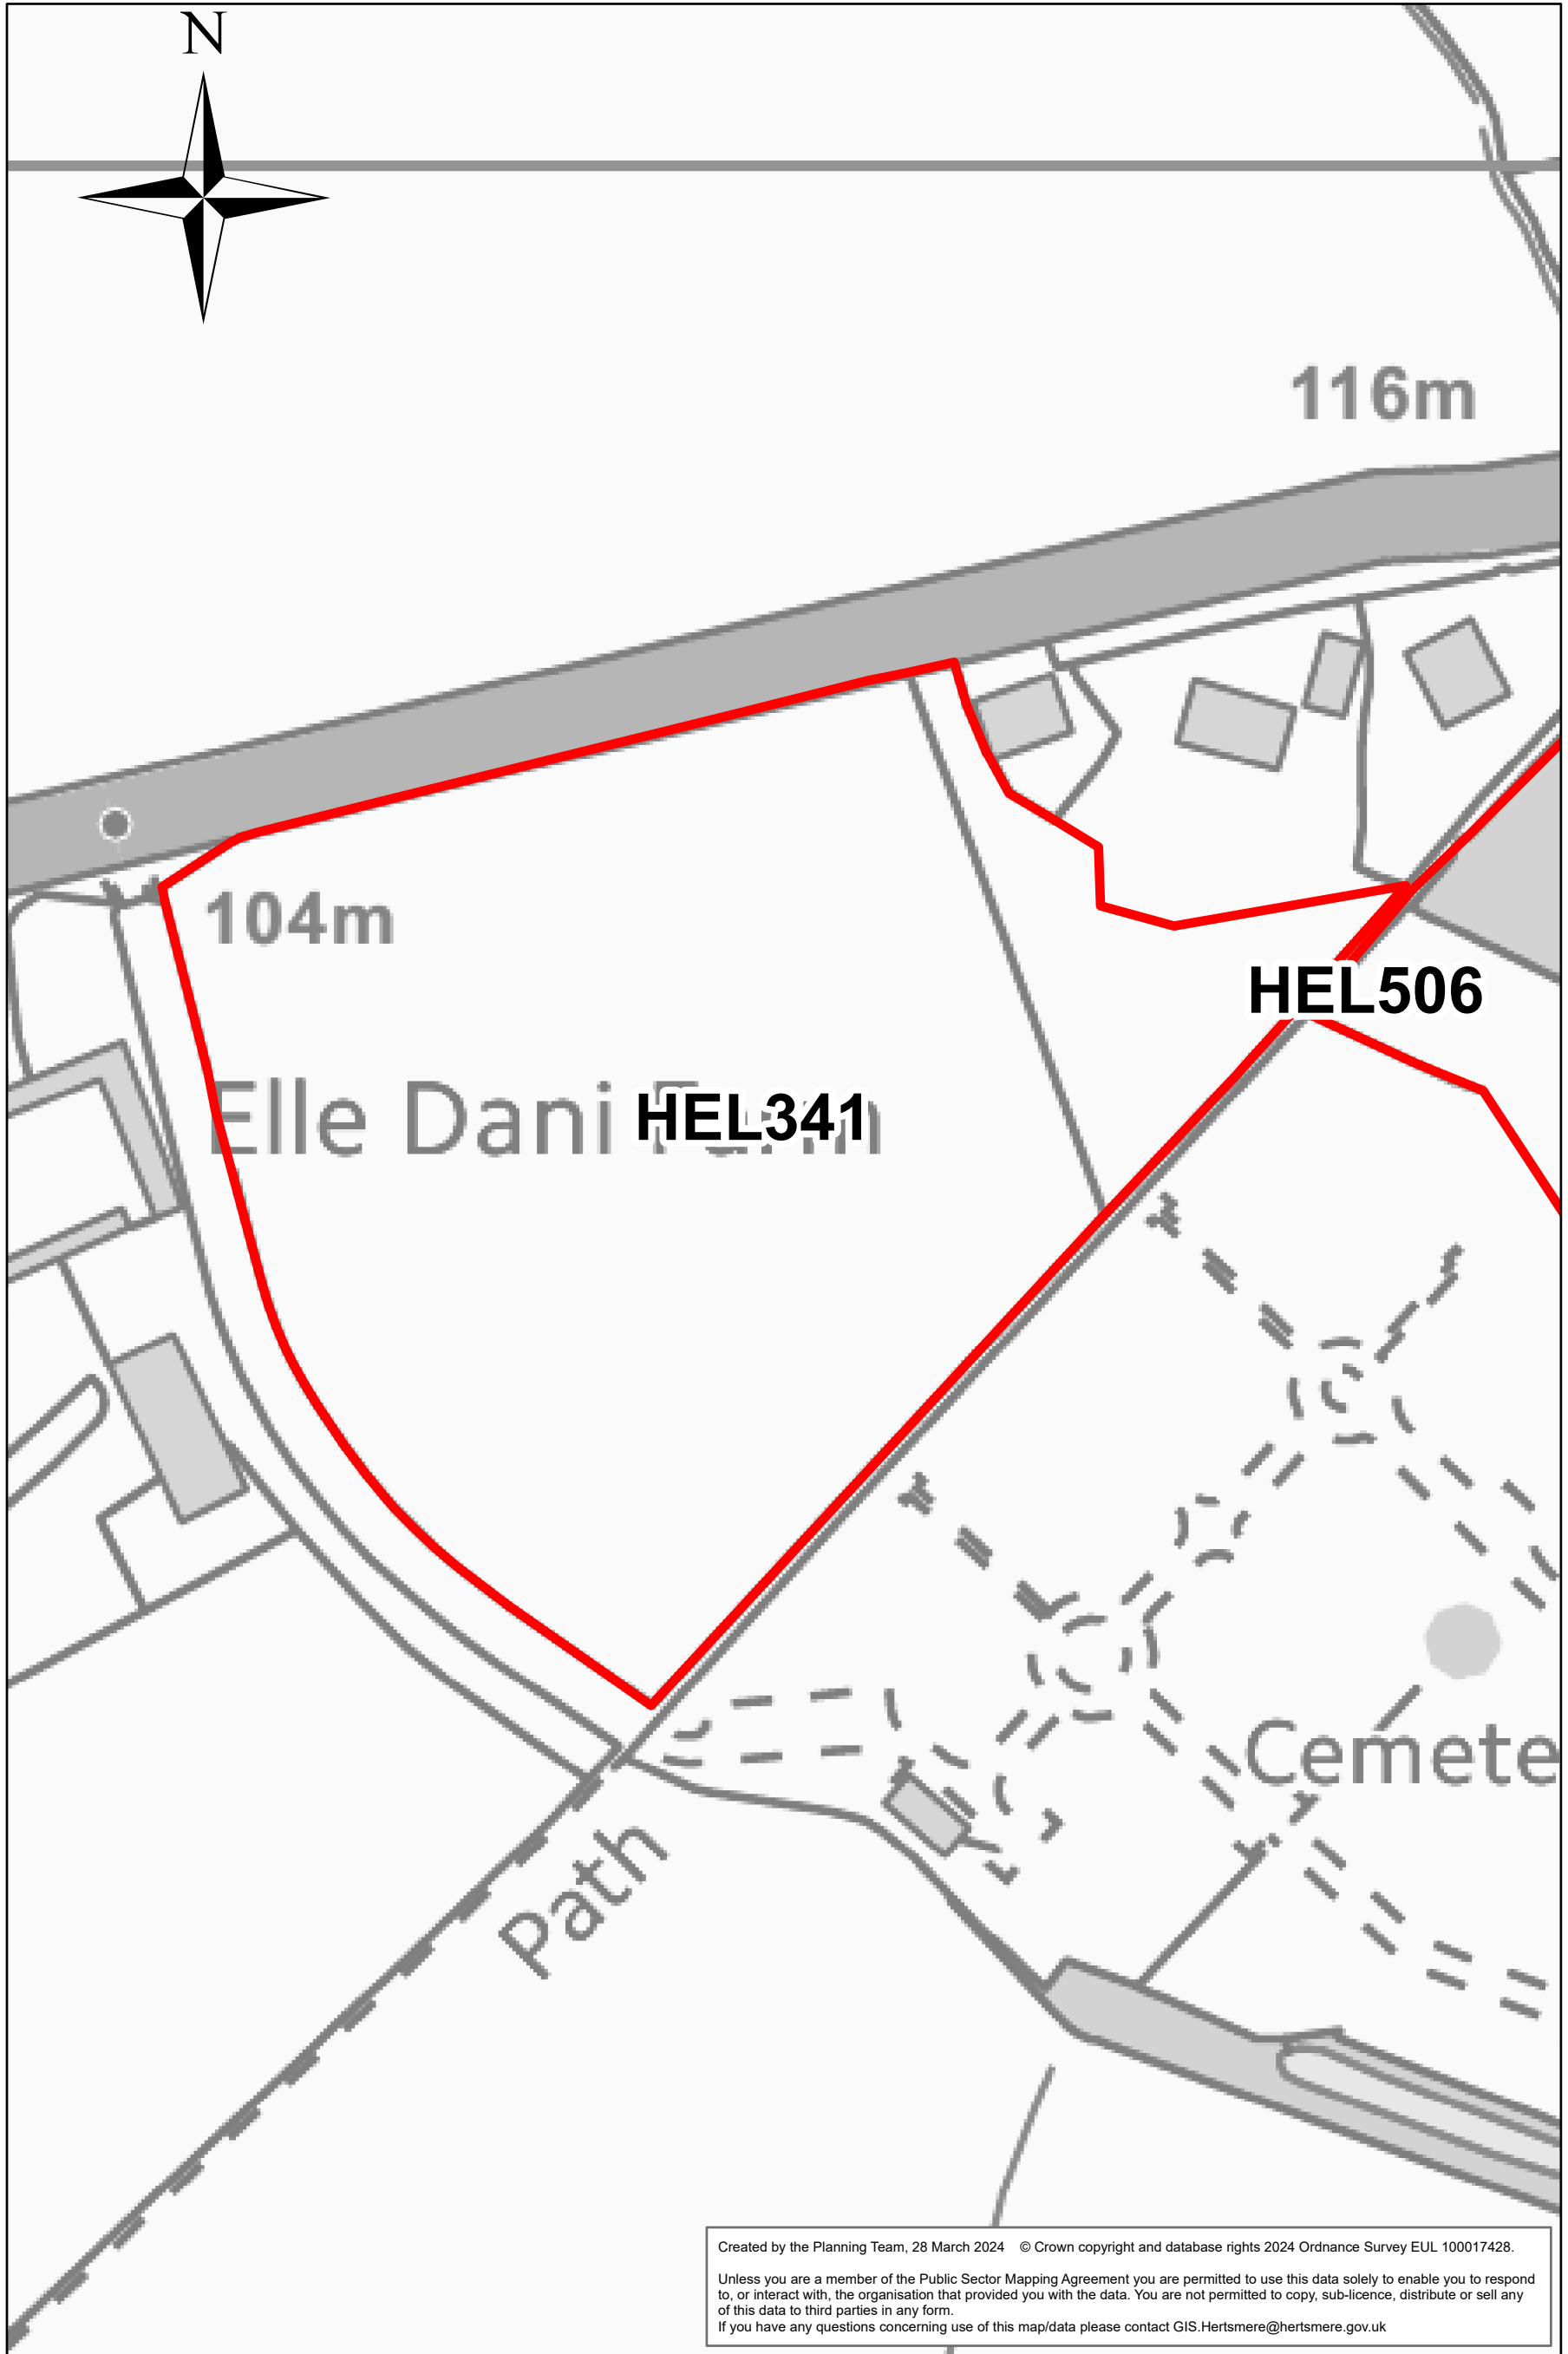 N
116m
104m
HEL506
Elle Dani
HEL341
Cemete
Path
Created by the Planning Team, 28 March 2024 © Crown copyright and database rights 2024 Ordnance Survey EUL 100017428.
Unless you are a member of the Public Sector Mapping Agreement you are permitted to use this data solely to enable you to respond
to, or interact with, the organisation that provided you with the data. You are not permitted to copy, sub-licence, distribute or sell any
of this data to third parties in any form.
If you have any questions concerning use of this map/data please contact GIS.Hertsmere@hertsmere.gov.uk